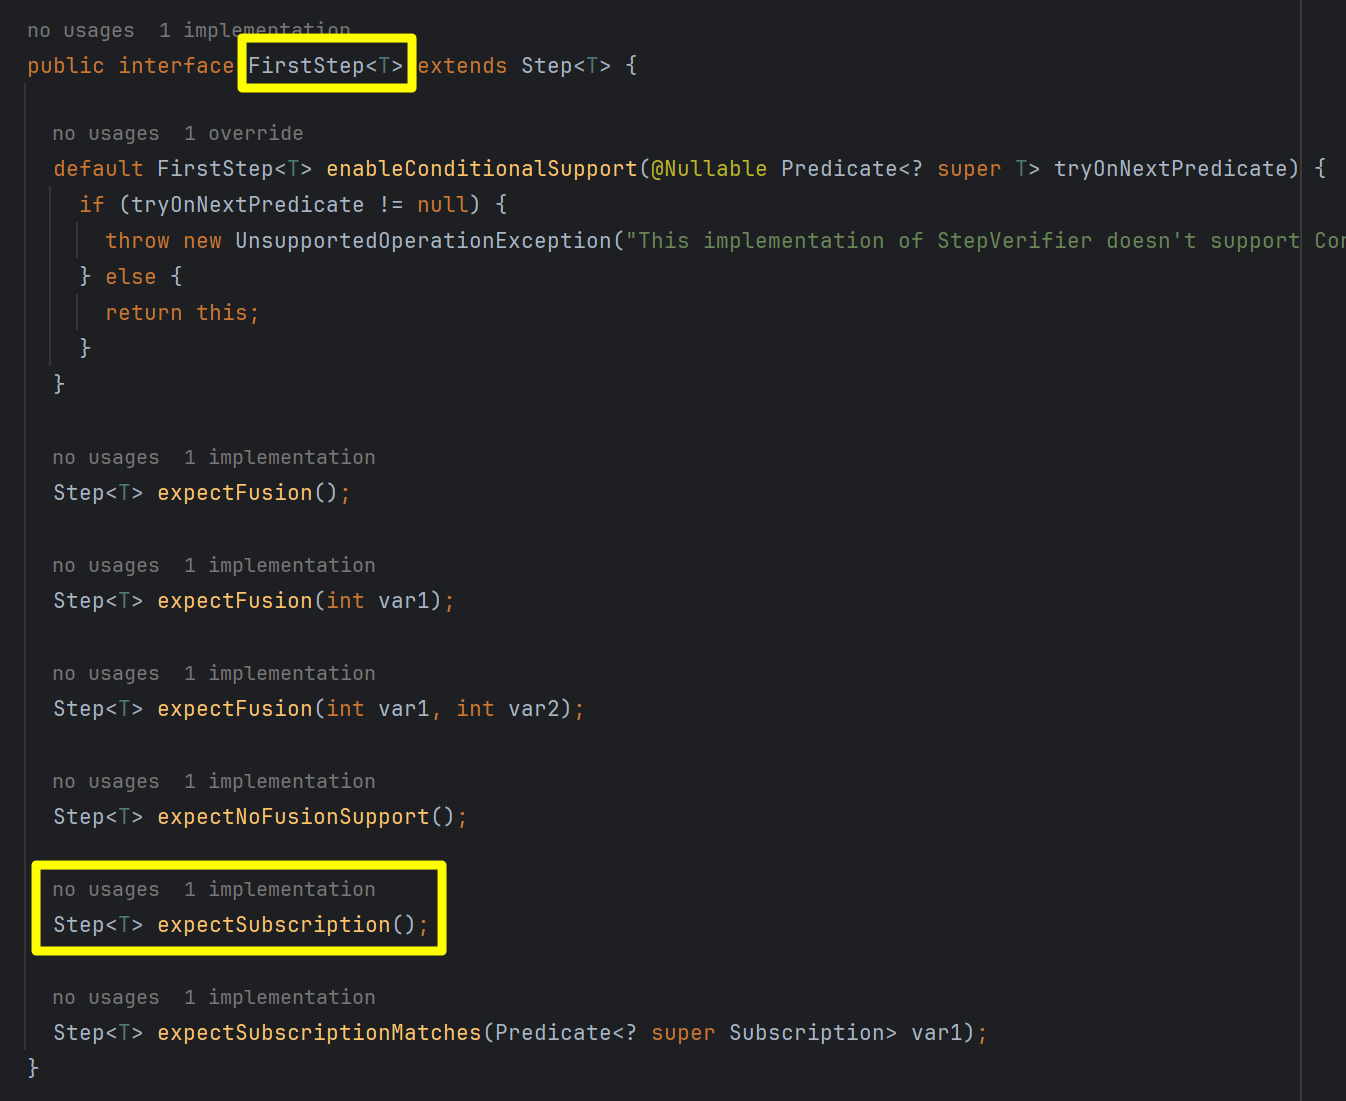 no usages  1 implementation
public interface FirstStep<T> extends Step<T> {
no usages  1 override
default FirstStep<T> enableConditionalSupport(@Nullable Predicate<? super T> tryOnNextPredicate) {
if (tryOnNextPredicate != null) {
throw new UnsupportedOperationException("This implementation of StepVerifier doesn't support
} else {
return this;
}
}
no usages  1 implementation
Step<T> expectFusion();
no usages  1 implementation
Step<T> expectFusion(int var1);
no usages  1 implementation
Step<T> expectFusion(int var1, int var2);
no usages  1 implementation
Step<T> expectNoFusionSupport();
no usages  1 implementation
Step<T> expectSubscription();
no usages  1 implementation
Step<T> expectSubscriptionMatches(Predicate<? super Subscription> var1);
}